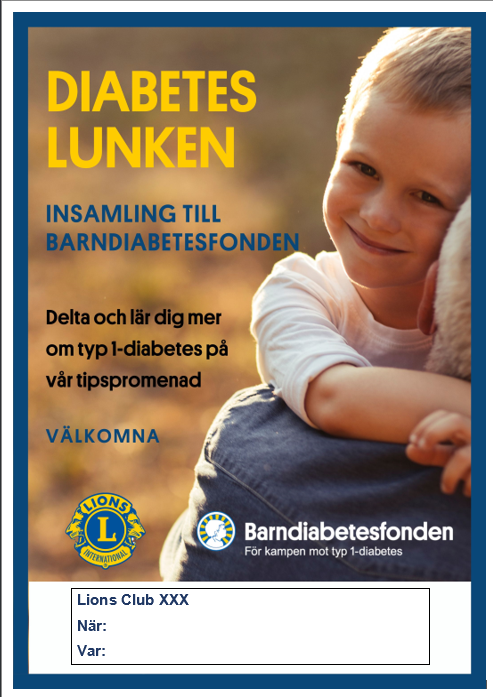 DIABETES
LUNKEN
INSAMLING TILL
BARNDIABETESFONDEN
Delta och lär dig mer
om typ 1-diabetes på
vår tipspromenad
VÄLKOMNA
LIONS
L
INTERNATIONAL
Barndiabetesfonden
För kampen mot typ 1-diabetes
Lions Club XXX
När:
Var: